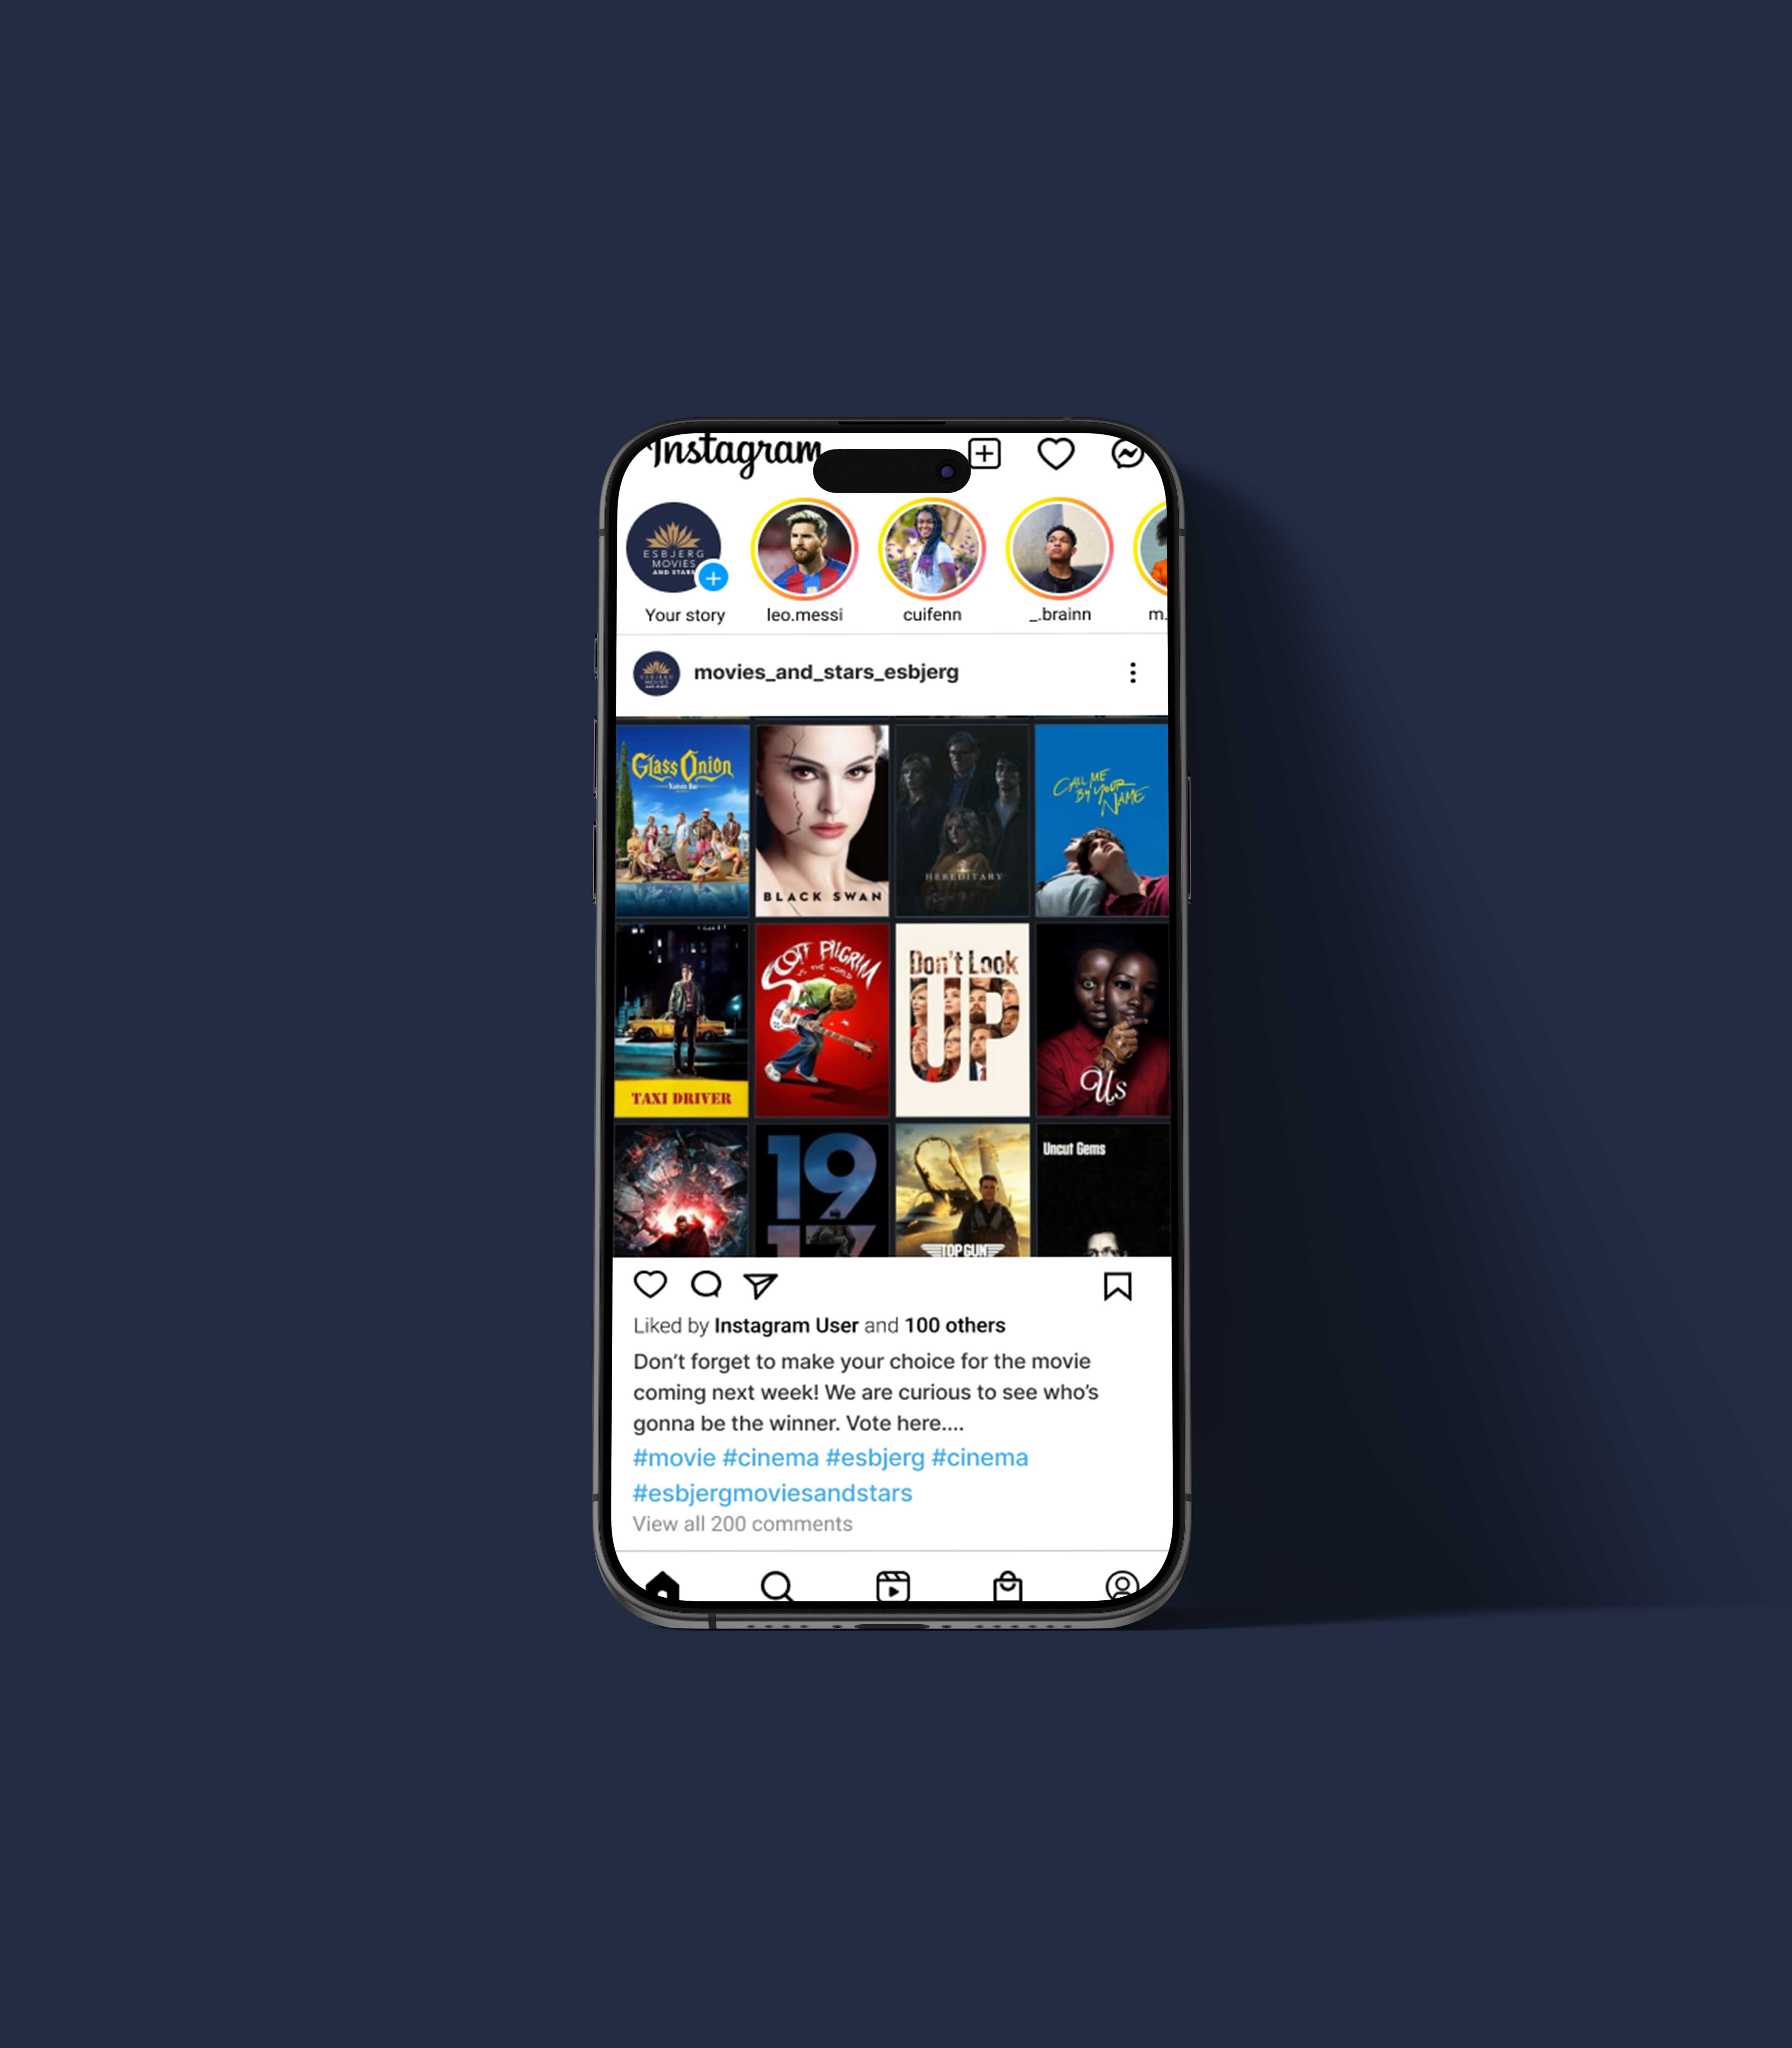 Instagram
ESBJERG
MOVIES
AND STARS
Your story
leo.messi
cuifenn
_.brainn
m.
movies_and_stars_esbjerg
Glass Onion
BLACK SWAN
HEREDITARY
CALL ME
BY YOUR
NAME
TAXI DRIVER
SCOTT PILGRIM
VS. THE WORLD
Don't Look
UP
Us
19
17
TOP GUN
Uncut Gems
Liked by Instagram User and 100 others
Don't forget to make your choice for the movie
coming next week! We are curious to see who's
gonna be the winner. Vote here....
#movie #cinema #esbjerg #cinema
#esbjergmoviesandstars
View all 200 comments